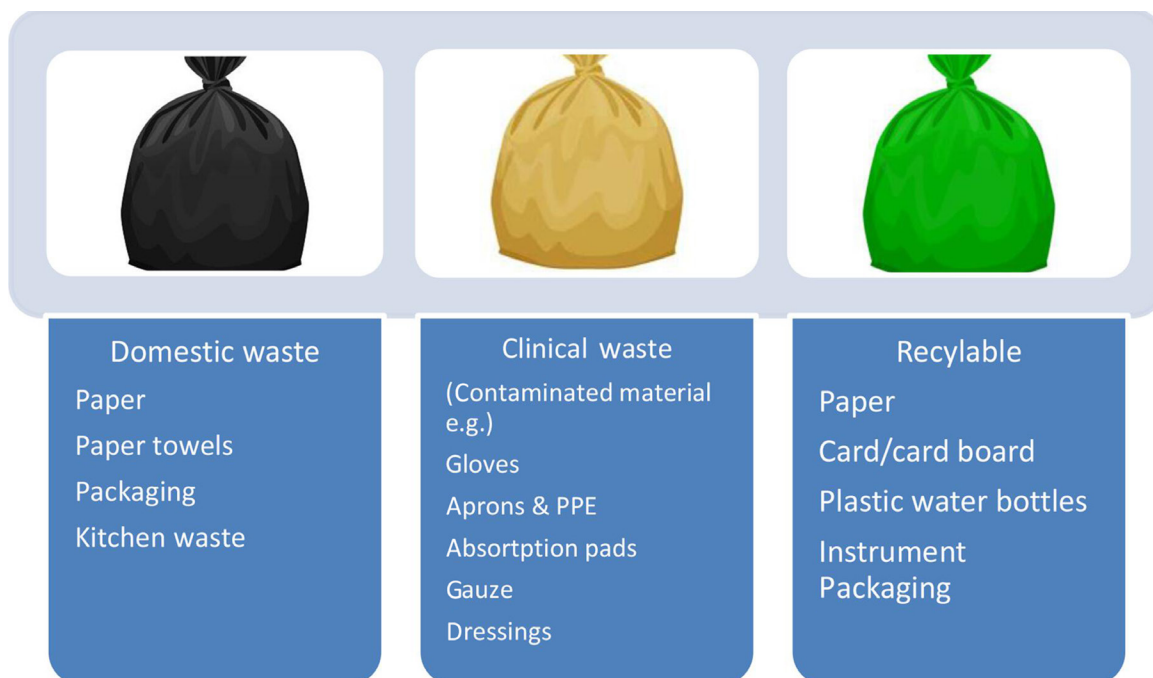 Domestic waste
Paper
Paper towels
Packaging
Kitchen waste
Clinical waste
(Contaminated material
e.g.)
Gloves
Aprons & PPE
Absortption pads
Gauze
Dressings
Recylable
Paper
Card/card board
Plastic water bottles
Instrument
Packaging